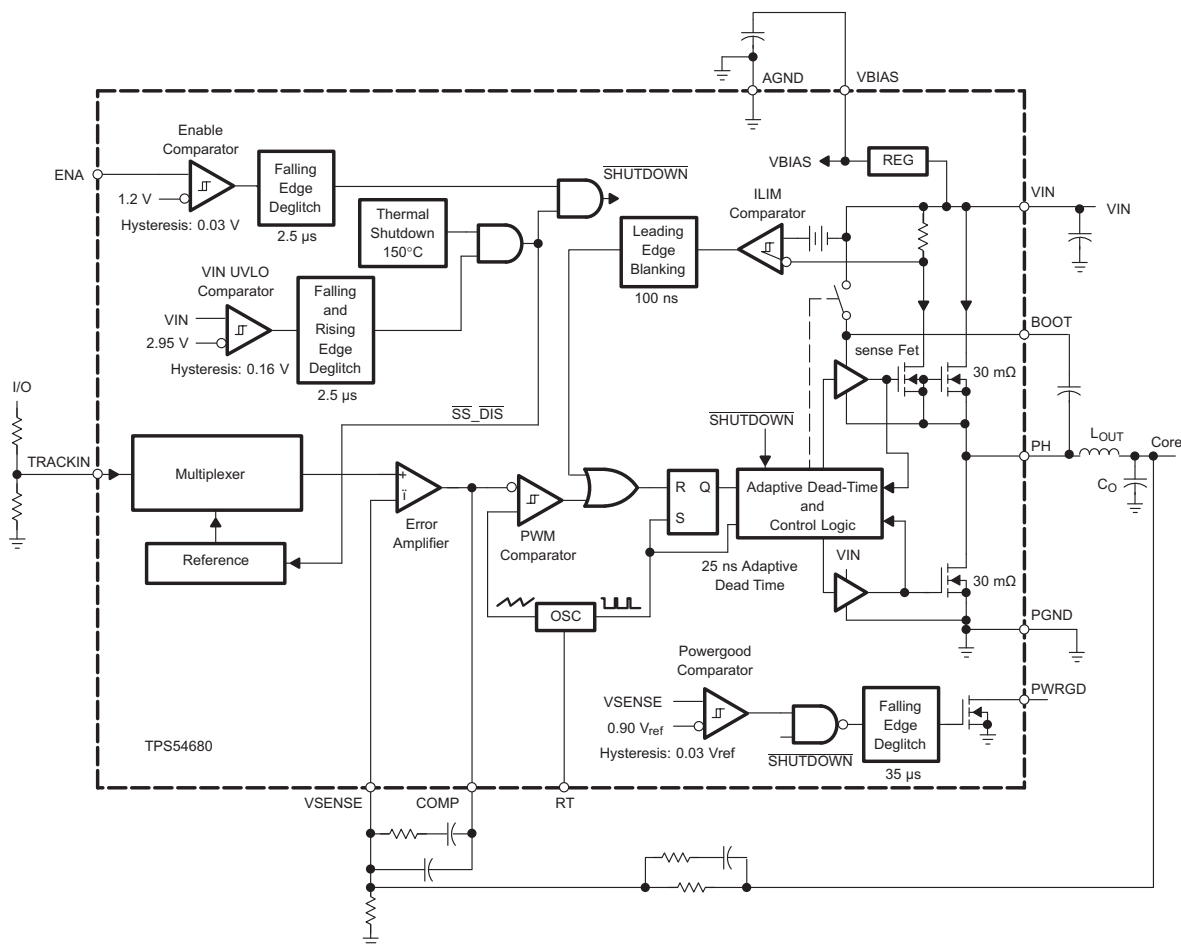 AGND
VBIAS
Enable
Comparator
ENA
1.2 V
Hysteresis: 0.03 V
Falling
Edge
Deglitch
2.5 µs
SHUTDOWN
VBIAS
REG
VIN
VIN
Thermal
Shutdown
150°C
ILIM
Comparator
Leading
Edge
Blanking
100 ns
VIN UVLO
Comparator
VIN
2.95 V
Hysteresis: 0.16 V
Falling
and
Rising
Edge
Deglitch
2.5 µs
BOOT
sense Fet
30 mΩ
I/O
SS_DIS
SHUTDOWN
TRACKIN
Multiplexer
Reference
+
ï
Error
Amplifier
PWM
Comparator
R Q
S
Adaptive Dead-Time
and
Control Logic
25 ns Adaptive
Dead Time
VIN
PH
LOUT
Core
CO
30 mΩ
OSC
PGND
Powergood
Comparator
VSENSE
0.90 Vref
Hysteresis: 0.03 Vref
SHUTDOWN
Falling
Edge
Deglitch
35 µs
PWRGD
TPS54680
VSENSE
COMP
RT